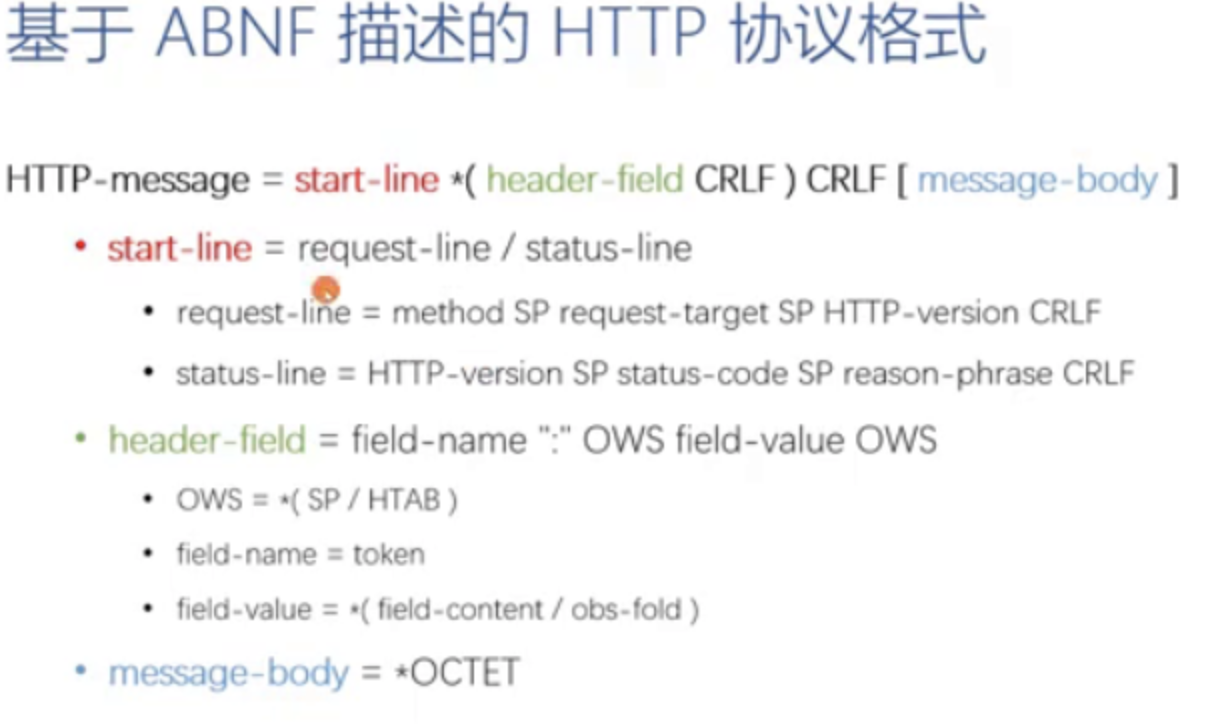 基于 ABNF 描述的 HTTP 协议格式
HTTP-message = start-line *( header-field CRLF ) CRLF [ message-body ]
• start-line = request-line / status-line
• request-line = method SP request-target SP HTTP-version CRLF
• status-line = HTTP-version SP status-code SP reason-phrase CRLF
• header-field = field-name ":" OWS field-value OWS
• OWS = *( SP / HTAB )
• field-name = token
• field-value = *( field-content / obs-fold )
• message-body = *OCTET